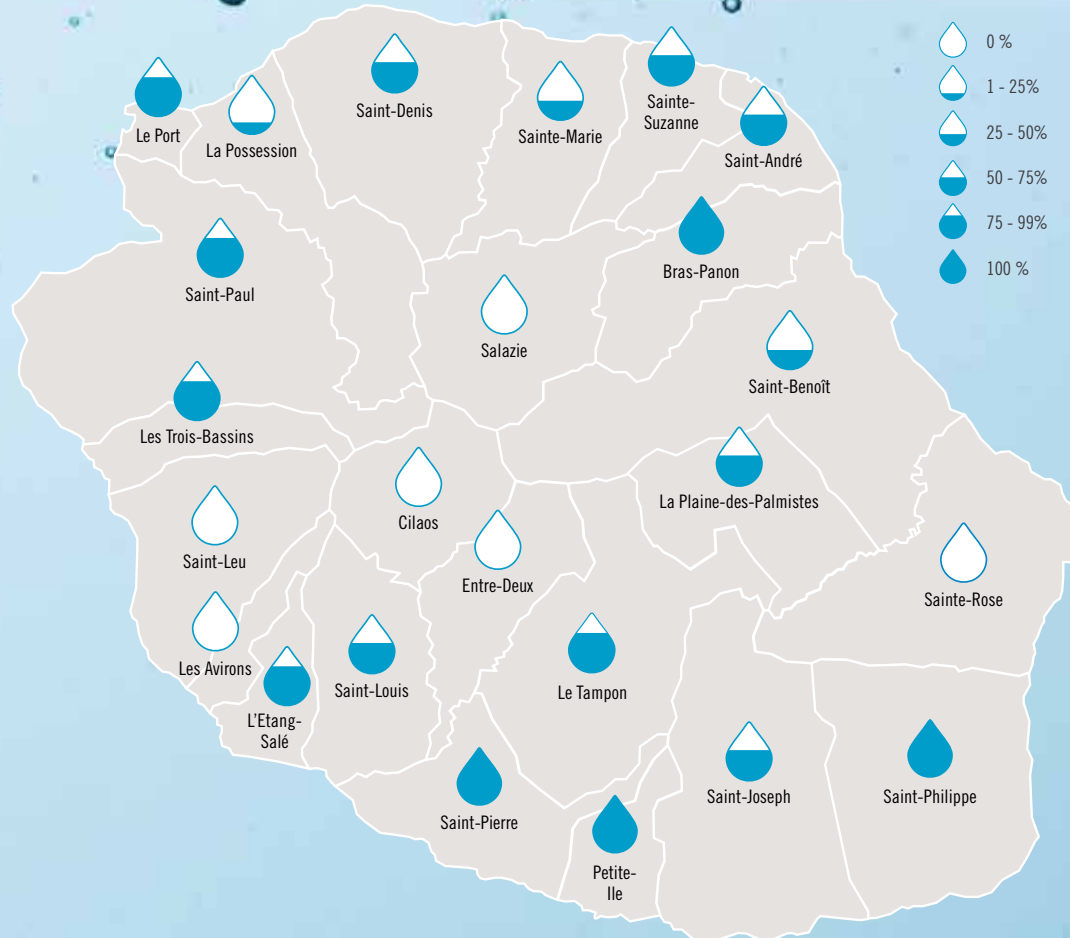 0 %
1 - 25%
25 - 50%
50 - 75%
75 - 99%
100 %
Saint-Denis
Le Port
La Possession
Sainte-Marie
Sainte-
Suzanne
Saint-André
Saint-Paul
Bras-Panon
Salazie
Saint-Benoît
Les Trois-Bassins
La Plaine-des-Palmistes
Cilaos
Saint-Leu
Entre-Deux
Sainte-Rose
Les Avirons
Saint-Louis
Le Tampon
L'Etang-
Salé
Saint-Joseph
Saint-Philippe
Saint-Pierre
Petite-
Ile